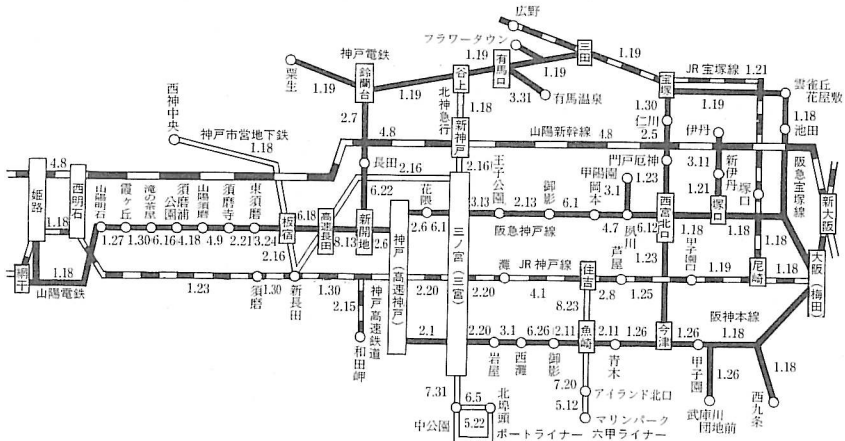 広野
フラワータウン
三田
1.19
神戸電鉄
1.19
有馬口
1.19
粟生
鈴蘭台
谷上
有馬温泉
宝塚
JR宝塚線
1.21
雲雀丘
花屋敷
1.19
1.19
3.31
1.19
西神中央
2.7
北神急行
1.18
1.30
仁川
伊丹
1.18
池田
神戸市営地下鉄
1.18
4.8
新神戸
山陽新幹線
4.8
2.5
長田
2.16
2.16
王子公園
御影
甲陽園
岡本
門戸厄神
3.11
新伊丹
阪急宝塚線
4.8
姫路
西明石
山陽明石
霞ヶ丘
滝の茶屋
須磨浦公園
山陽須磨
須磨寺
東須磨
6.22
花隈
3.1
1.23
1.21
塚口
塚口
新大阪
1.18
板宿
6.18
高速長田
新開地
3.13
2.13
6.1
西宮北口
1.27
1.30
6.16
4.18
4.9
2.21
3.24
8.13
2.6
神戸(高速神戸)
2.6
6.1
三ノ宮(三宮)
阪急神戸線
4.7
夙川
6.12
1.18
甲子園口
1.18
1.18
2.16
網干
1.18
山陽電鉄
灘
JR神戸線
住吉
芦屋
1.23
1.19
尼崎
1.18
大阪(梅田)
1.23
須磨
1.30
新長田
1.30
2.15
神戸高速鉄道
2.20
2.20
4.1
2.8
1.25
8.23
和田岬
2.1
2.20
3.1
6.26
2.11
魚崎
2.11
1.26
今津
1.26
阪神本線
1.18
岩屋
西灘
御影
青木
甲子園
1.18
7.31
6.5
北埠頭
7.20
アイランド北口
1.26
中公園
5.22
5.12
マリンパーク
武庫川
団地前
西九条
ポートライナー
六甲ライナー